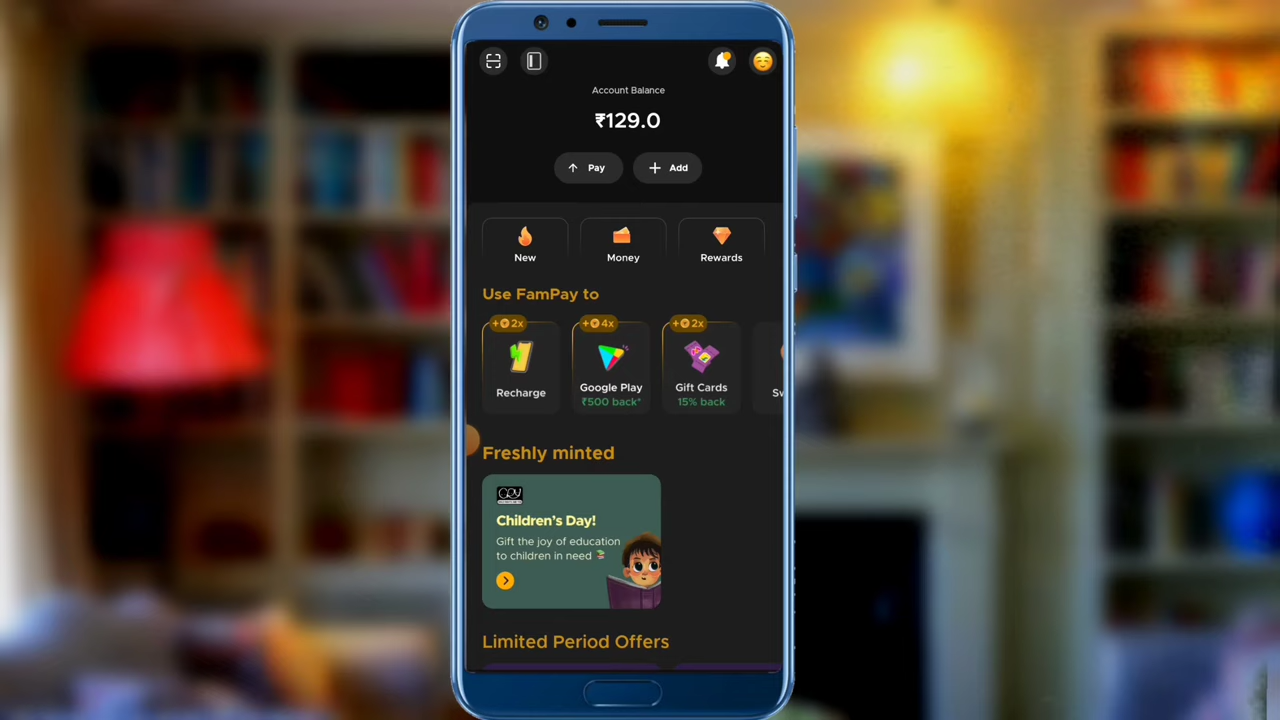 Account Balance
₹129.0
Pay
Add
New
Money
Rewards
Use FamPay to
+ 2x
+ 4x
+ 2x
Recharge
Google Play
₹500 back*
Gift Cards
15% back
Sw
Freshly minted
Children's Day!
Gift the joy of education
to children in need
Limited Period Offers